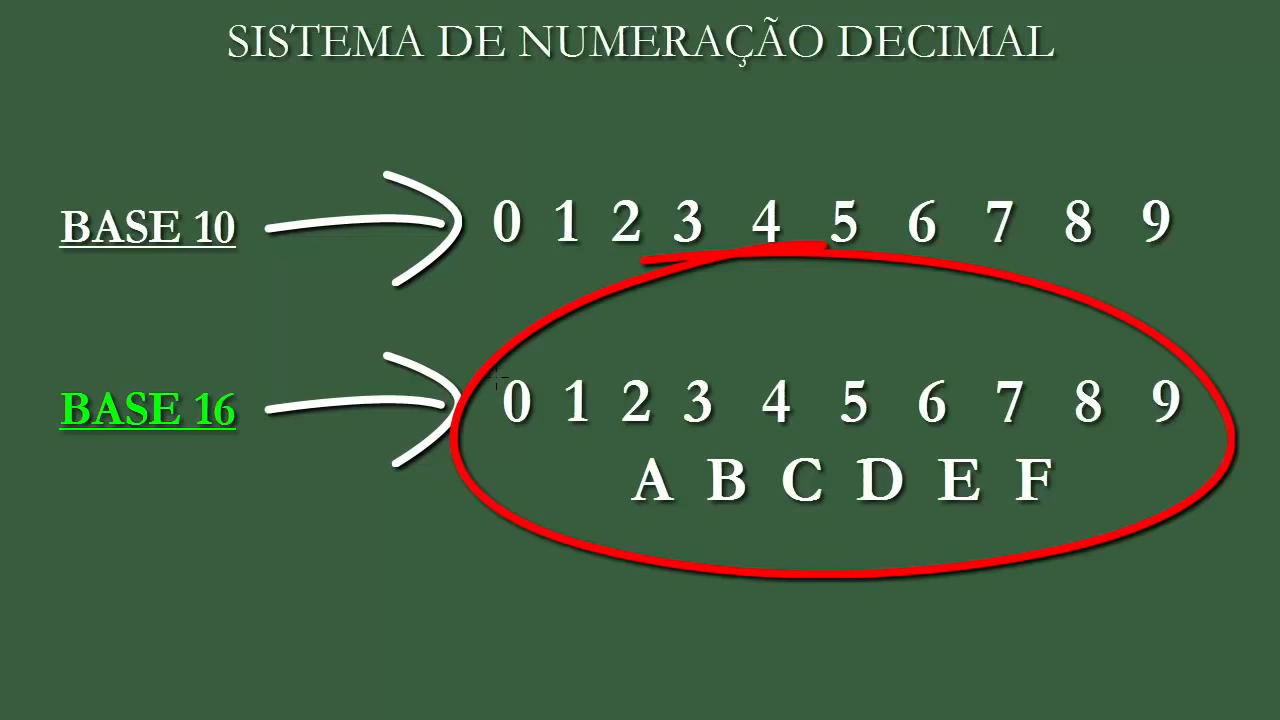 SISTEMA DE NUMERAÇÃO DECIMAL
BASE 10 0 1 2 3 4 5 6 7 8 9
BASE 16 0 1 2 3 4 5 6 7 8 9
A B C D E F